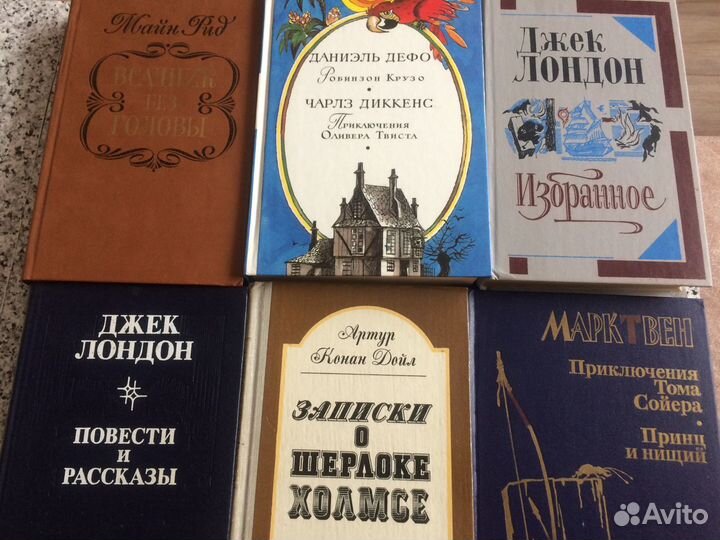 Майн Рид
ВСАДНИК
БЕЗ
ГОЛОВЫ
ДАНИЭЛЬ ДЕФО
Робинзон Крузо
ЧАРЛЗ ДИККЕНС
Приключения
Оливера Твиста
Джек
ЛОНДОН
Избранное
ДЖЕК
ЛОНДОН
ПОВЕСТИ
И
РАССКАЗЫ
Артур
Конан Дойл
ЗАПИСКИ
О
ШЕРЛОКЕ
ХОЛМСЕ
МАРК ТВЕН
Приключения
Тома
Сойера
Принц
и нищий
Avito